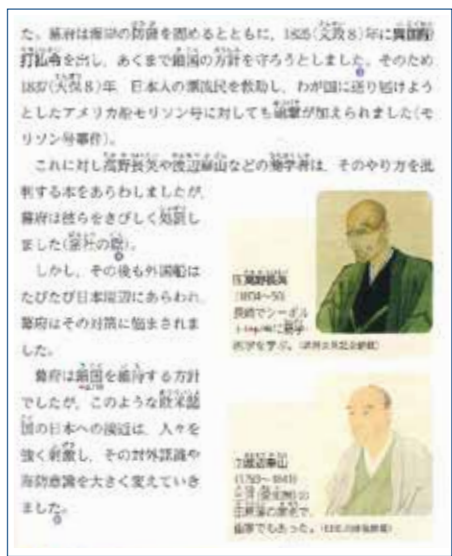 た。幕府は海岸の防備を固めるとともに、1825(文政8)年に異国船
打払令を出し、あくまで鎖国の方針を守ろうとしました。そのため
1837(天保8)年、日本人の漂流民を救助し、わが国に送り届けよう
としたアメリカ船モリソン号に対しても砲撃が加えられました(モ
リソン号事件)。
これに対し高野長英や渡辺崋山などの蘭学者は、そのやり方を批
判する本をあらわしましたが、
幕府は彼らをきびしく処罰し
ました(蛮社の獄)。
しかし、その後も外国船は
たびたび日本周辺にあらわれ、
幕府はその対策に悩まされま
した。
幕府は鎖国を維持する方針
でしたが、このような欧米諸
国の日本への接近は、人々を
強く刺激し、その対外認識や
海防意識を大きく変えていき
ました。
高野長英
(1804〜50)
長崎でシーボル
トに
医学を学ぶ。
渡辺崋山
(1793〜1841)
画家でもあった。